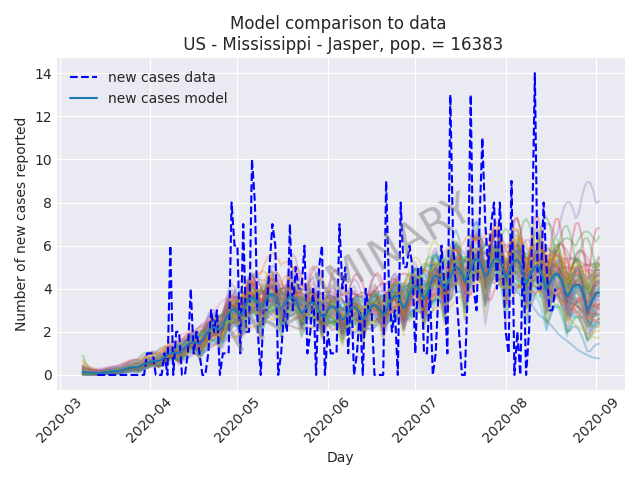 Model comparison to data
US - Mississippi - Jasper, pop. = 16383
new cases data
new cases model
Number of new cases reported
14
12
10
8
6
4
2
0
2020-03
2020-04
2020-05
2020-06
2020-07
2020-08
2020-09
Day